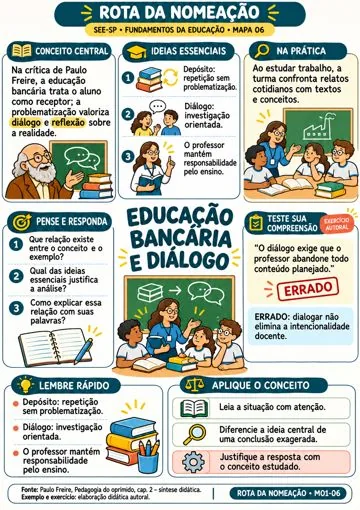 ROTA DA NOMEAÇÃO
SEE-SP • FUNDAMENTOS DA EDUCAÇÃO • MAPA 06
CONCEITO CENTRAL
Na crítica de Paulo
Freire, a educação
bancária trata o aluno
como receptor; a
problematização valoriza
diálogo e reflexão sobre
a realidade.
IDEIAS ESSENCIAIS
1
Depósito:
repetição sem
problematização.
2
Diálogo:
investigação
orientada.
3
O professor
mantém
responsabilidade
pelo ensino.
NA PRÁTICA
Ao estudar trabalho, a
turma confronta relatos
cotidianos com textos
e conceitos.
PENSE E RESPONDA
1
Que relação existe
entre o conceito e o
exemplo?
2
Qual das ideias
essenciais justifica
a análise?
3
Como explicar essa
relação com suas
palavras?
EDUCAÇÃO
BANCÁRIA
E DIÁLOGO
TESTE SUA
COMPREENSÃO
EXERCÍCIO
AUTORAL
"O diálogo exige que o
professor abandone todo
conteúdo planejado."
ERRADO
ERRADO: dialogar não
elimina a intencionalidade
docente.
LEMBRE RÁPIDO
Depósito: repetição
sem problematização.
Diálogo: investigação
orientada.
O professor mantém
responsabilidade
pelo ensino.
APLIQUE O CONCEITO
Leia a situação com atenção.
Diferencie a ideia central de
uma conclusão exagerada.
Justifique a resposta com
o conceito estudado.
Fonte: Paulo Freire, Pedagogia do oprimido, cap. 2 – síntese didática.
Exemplo e exercício: elaboração didática autoral.
ROTA DA NOMEAÇÃO • M01-06